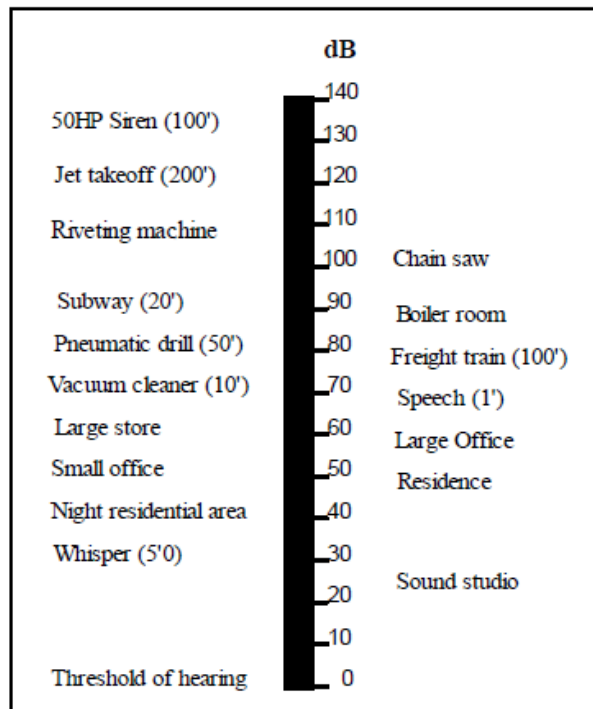 dB
140
50HP Siren (100')
130
Jet takeoff (200')
120
110
Riveting machine
100
Chain saw
Subway (20')
90
Boiler room
Pneumatic drill (50')
80
Freight train (100')
Vacuum cleaner (10')
70
Speech (1')
Large store
60
Large Office
Small office
50
Residence
Night residential area
40
Whisper (5'0)
30
Sound studio
20
10
Threshold of hearing
0